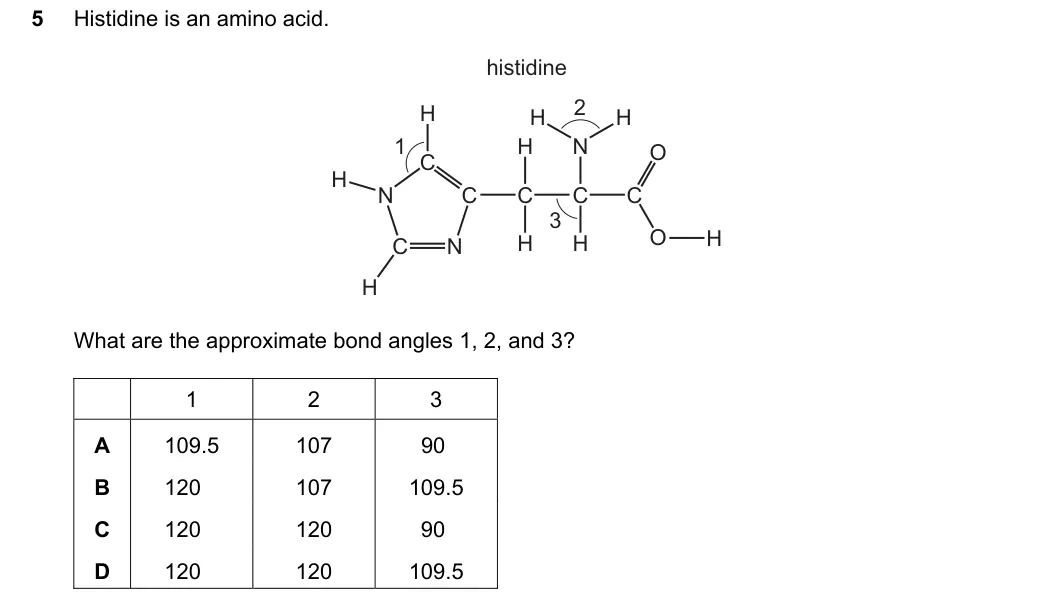 5 Histidine is an amino acid.
histidine
H H 2 H
1 C H N O
H N C C C C
3
C N H H O H
H
What are the approximate bond angles 1, 2, and 3?
1 2 3
A 109.5 107 90
B 120 107 109.5
C 120 120 90
D 120 120 109.5